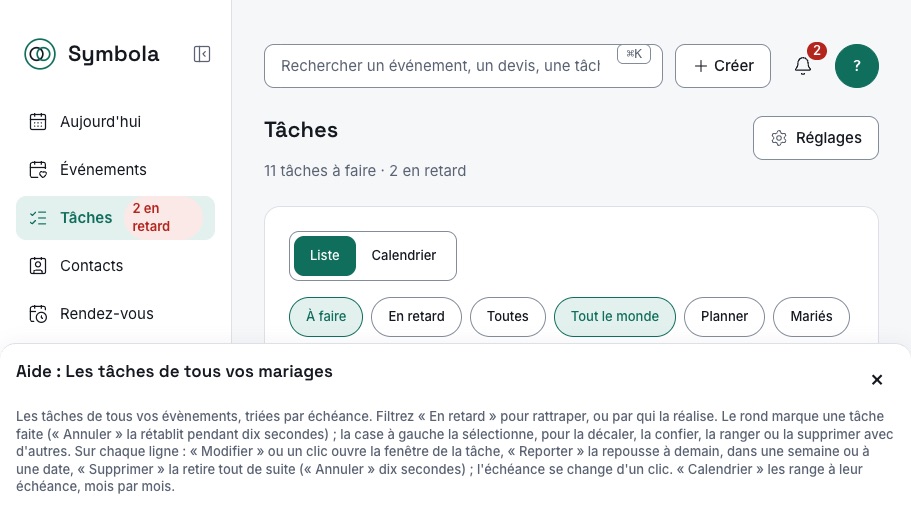 Symbola
Rechercher un événement, un devis, une tâcl
⌘K
Créer
2
?
Aujourd'hui
Événements
Tâches
2 en
retard
Contacts
Rendez-vous
Tâches
Réglages
11 tâches à faire · 2 en retard
Liste
Calendrier
À faire
En retard
Toutes
Tout le monde
Planner
Mariés
Aide : Les tâches de tous vos mariages
×
Les tâches de tous vos évènements, triées par échéance. Filtrez « En retard » pour rattraper, ou par qui la réalise. Le rond marque une tâche
faite (« Annuler » la rétablit pendant dix secondes) ; la case à gauche la sélectionne, pour la décaler, la confier, la ranger ou la supprimer avec
d'autres. Sur chaque ligne : « Modifier » ou un clic ouvre la fenêtre de la tâche, « Reporter » la repousse à demain, dans une semaine ou à
une date, « Supprimer » la retire tout de suite (« Annuler » dix secondes) ; l'échéance se change d'un clic. « Calendrier » les range à leur
échéance, mois par mois.